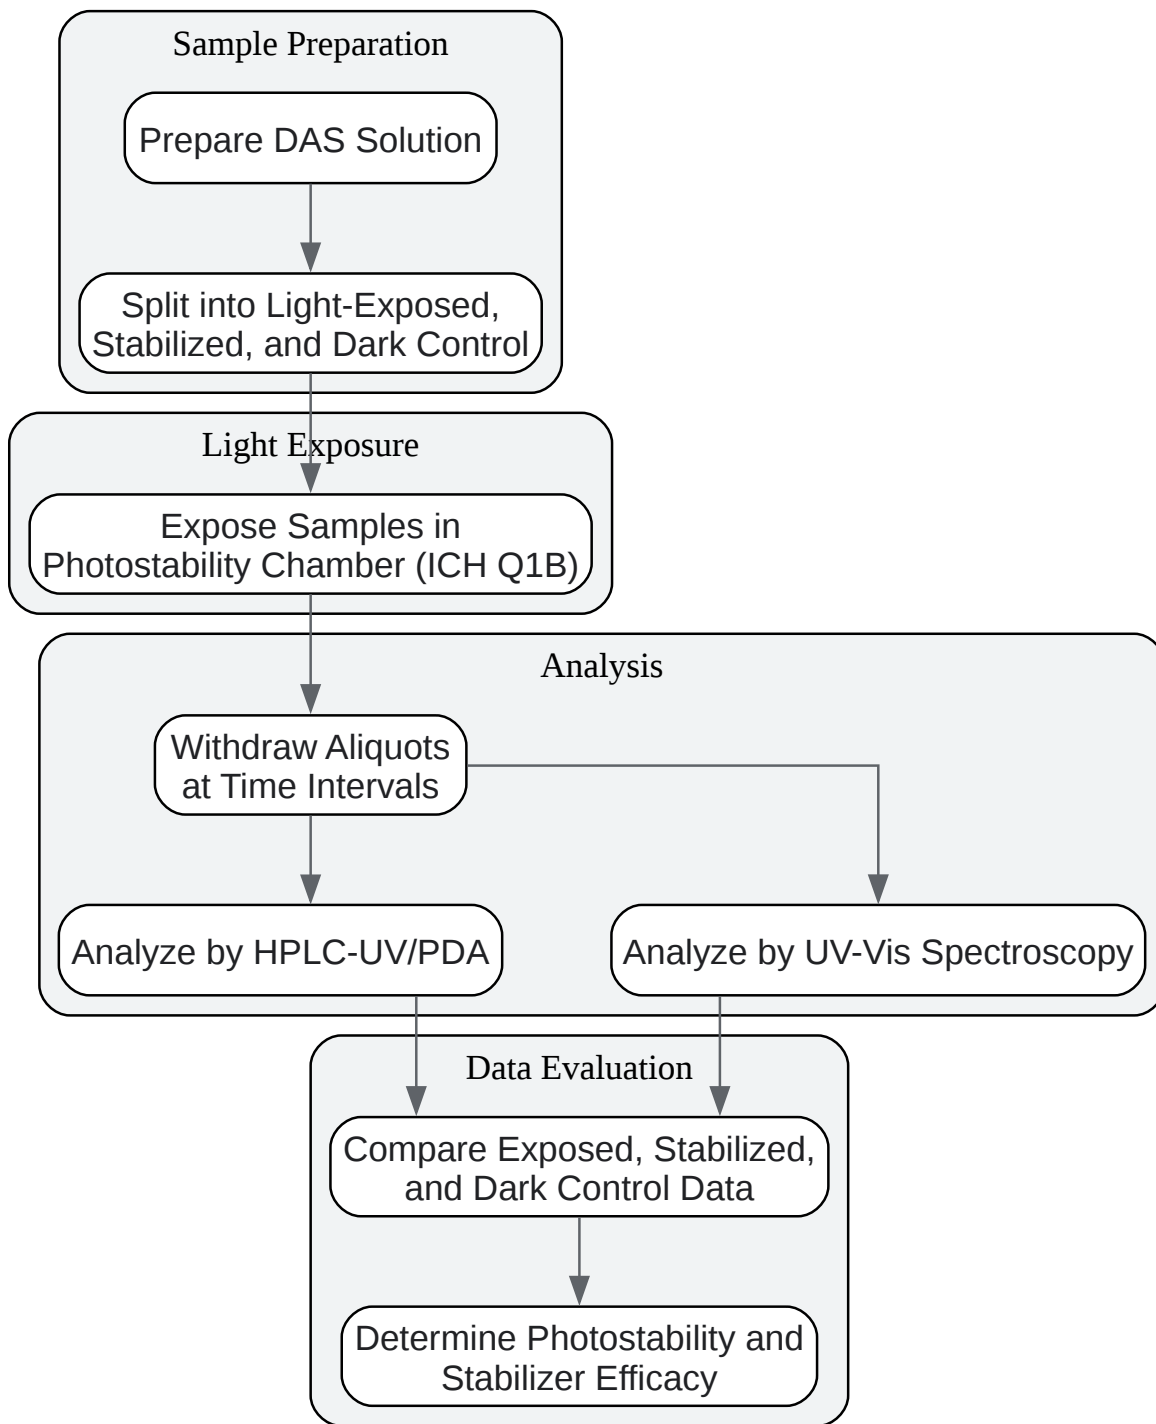 Sample Preparation
Prepare DAS Solution
Split into Light-Exposed,
Stabilized, and Dark Control
Light Exposure
Expose Samples in
Photostability Chamber (ICH Q1B)
Analysis
Withdraw Aliquots
at Time Intervals
Analyze by HPLC-UV/PDA
Analyze by UV-Vis Spectroscopy
Data Evaluation
Compare Exposed, Stabilized,
and Dark Control Data
Determine Photostability and
Stabilizer Efficacy